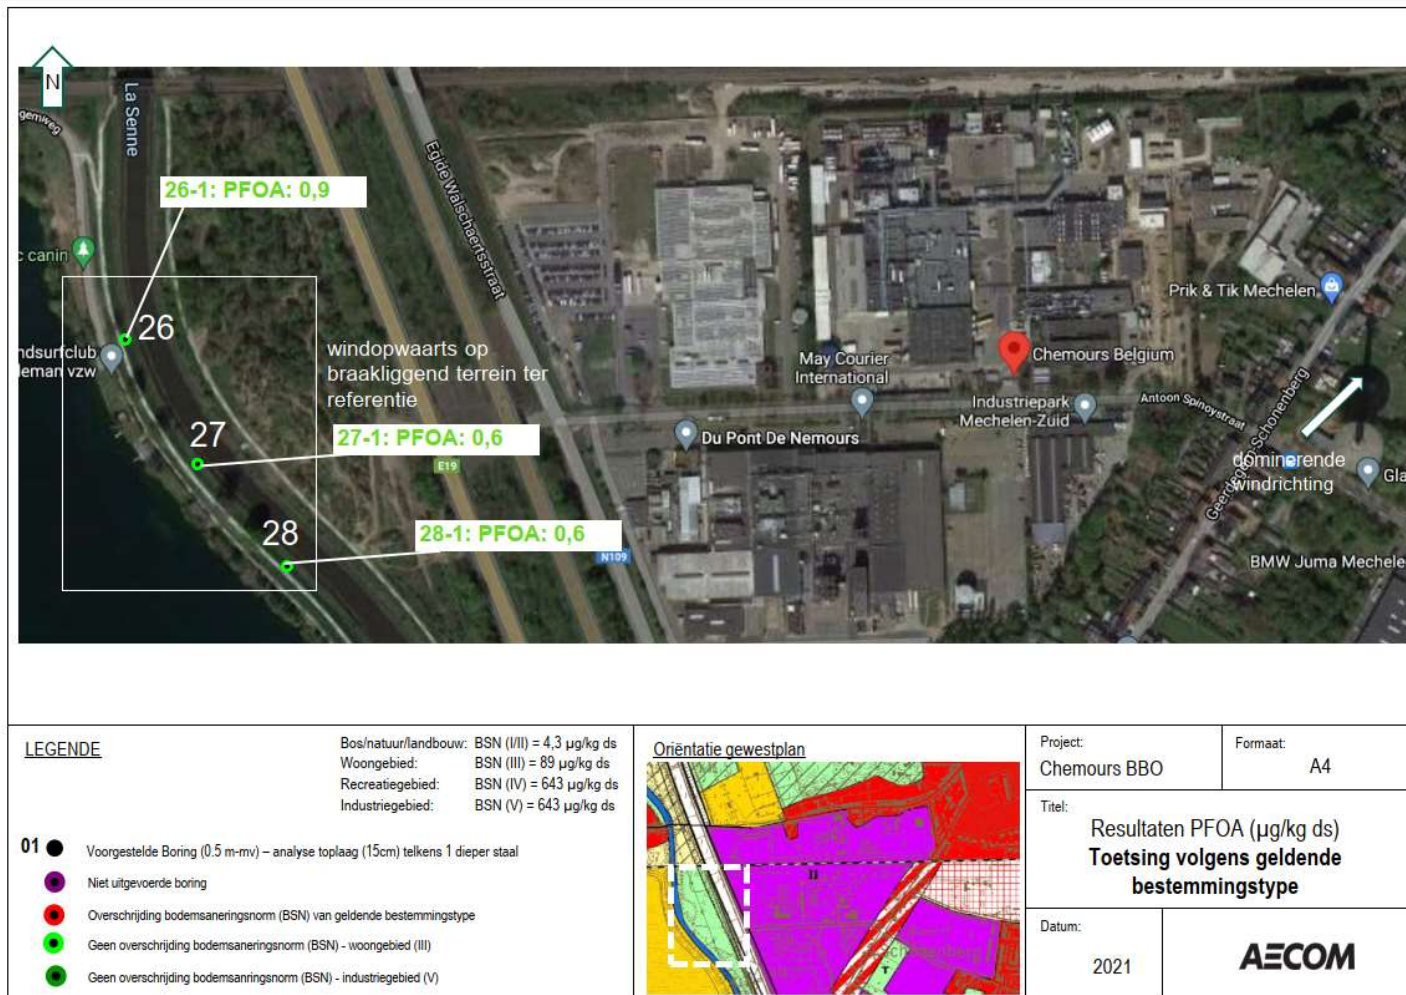 N
gemweg
La Senne
26-1: PFOA: 0,9
Egide Walschaertsstraat
c canin
Prik & Tik Mechelen
26
ndsurfclub
leman vzw
windopwaarts op
braakliggend terrein ter
referentie
May Courier
International
Chemours Belgium
Industriepark
Mechelen-Zuid
Antoon Spinoystraat
Geerdegem-Schonenberg
27
27-1: PFOA: 0,6
Du Pont De Nemours
E19
dominerende
windrichting
Gla
28
28-1: PFOA: 0,6
N109
BMW Juma Mechele
LEGENDE
Bos/natuur/landbouw: BSN (I/II) = 4,3 µg/kg ds
Woongebied: BSN (III) = 89 µg/kg ds
Recreatiegebied: BSN (IV) = 643 µg/kg ds
Industriegebied: BSN (V) = 643 µg/kg ds
01 Voorgestelde Boring (0.5 m-mv) – analyse toplaag (15cm) telkens 1 dieper staal
Niet uitgevoerde boring
Overschrijding bodemsaneringsnorm (BSN) van geldende bestemmingstype
Geen overschrijding bodemsaneringsnorm (BSN) - woongebied (III)
Geen overschrijding bodemsanringsnorm (BSN) - industriegebied (V)
Oriëntatie gewestplan
T
Project:
Chemours BBO
Formaat:
A4
Titel:
Resultaten PFOA (µg/kg ds)
Toetsing volgens geldende
bestemmingstype
Datum:
2021
AECOM